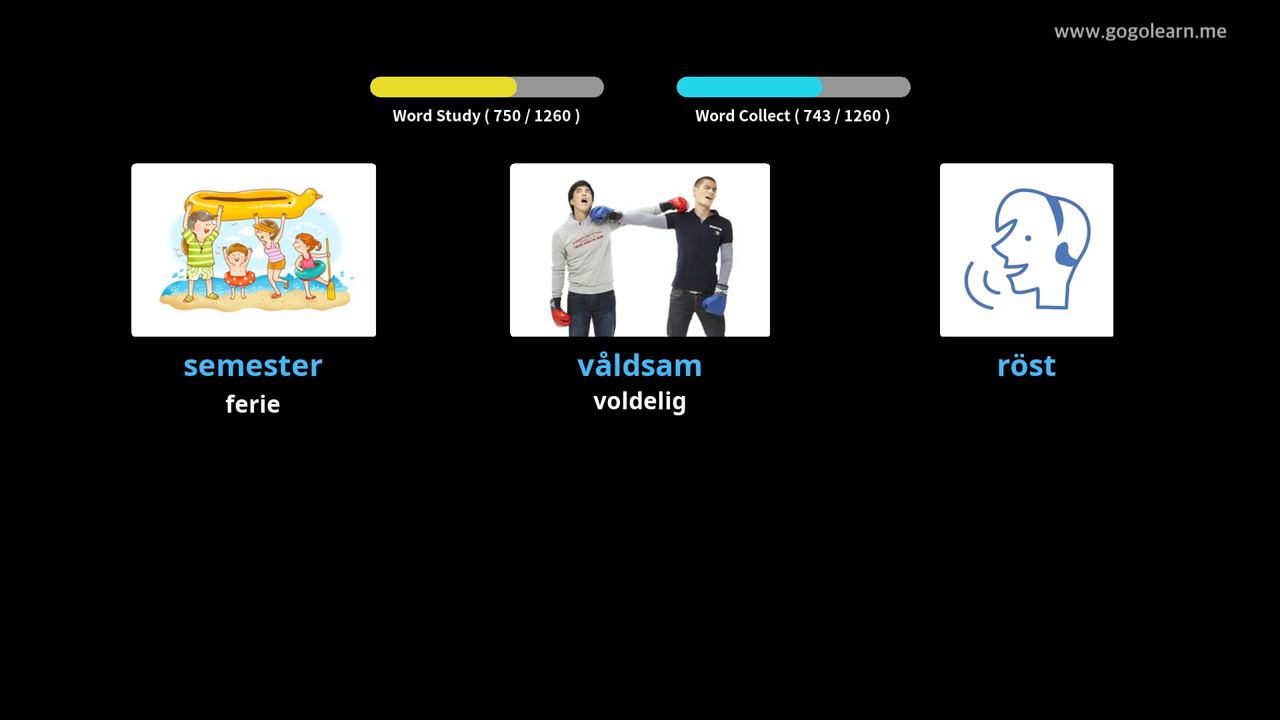 www.gogolearn.me
Word Study ( 750 / 1260 )
Word Collect ( 743 / 1260 )
semester
våldsam
röst
ferie
voldelig